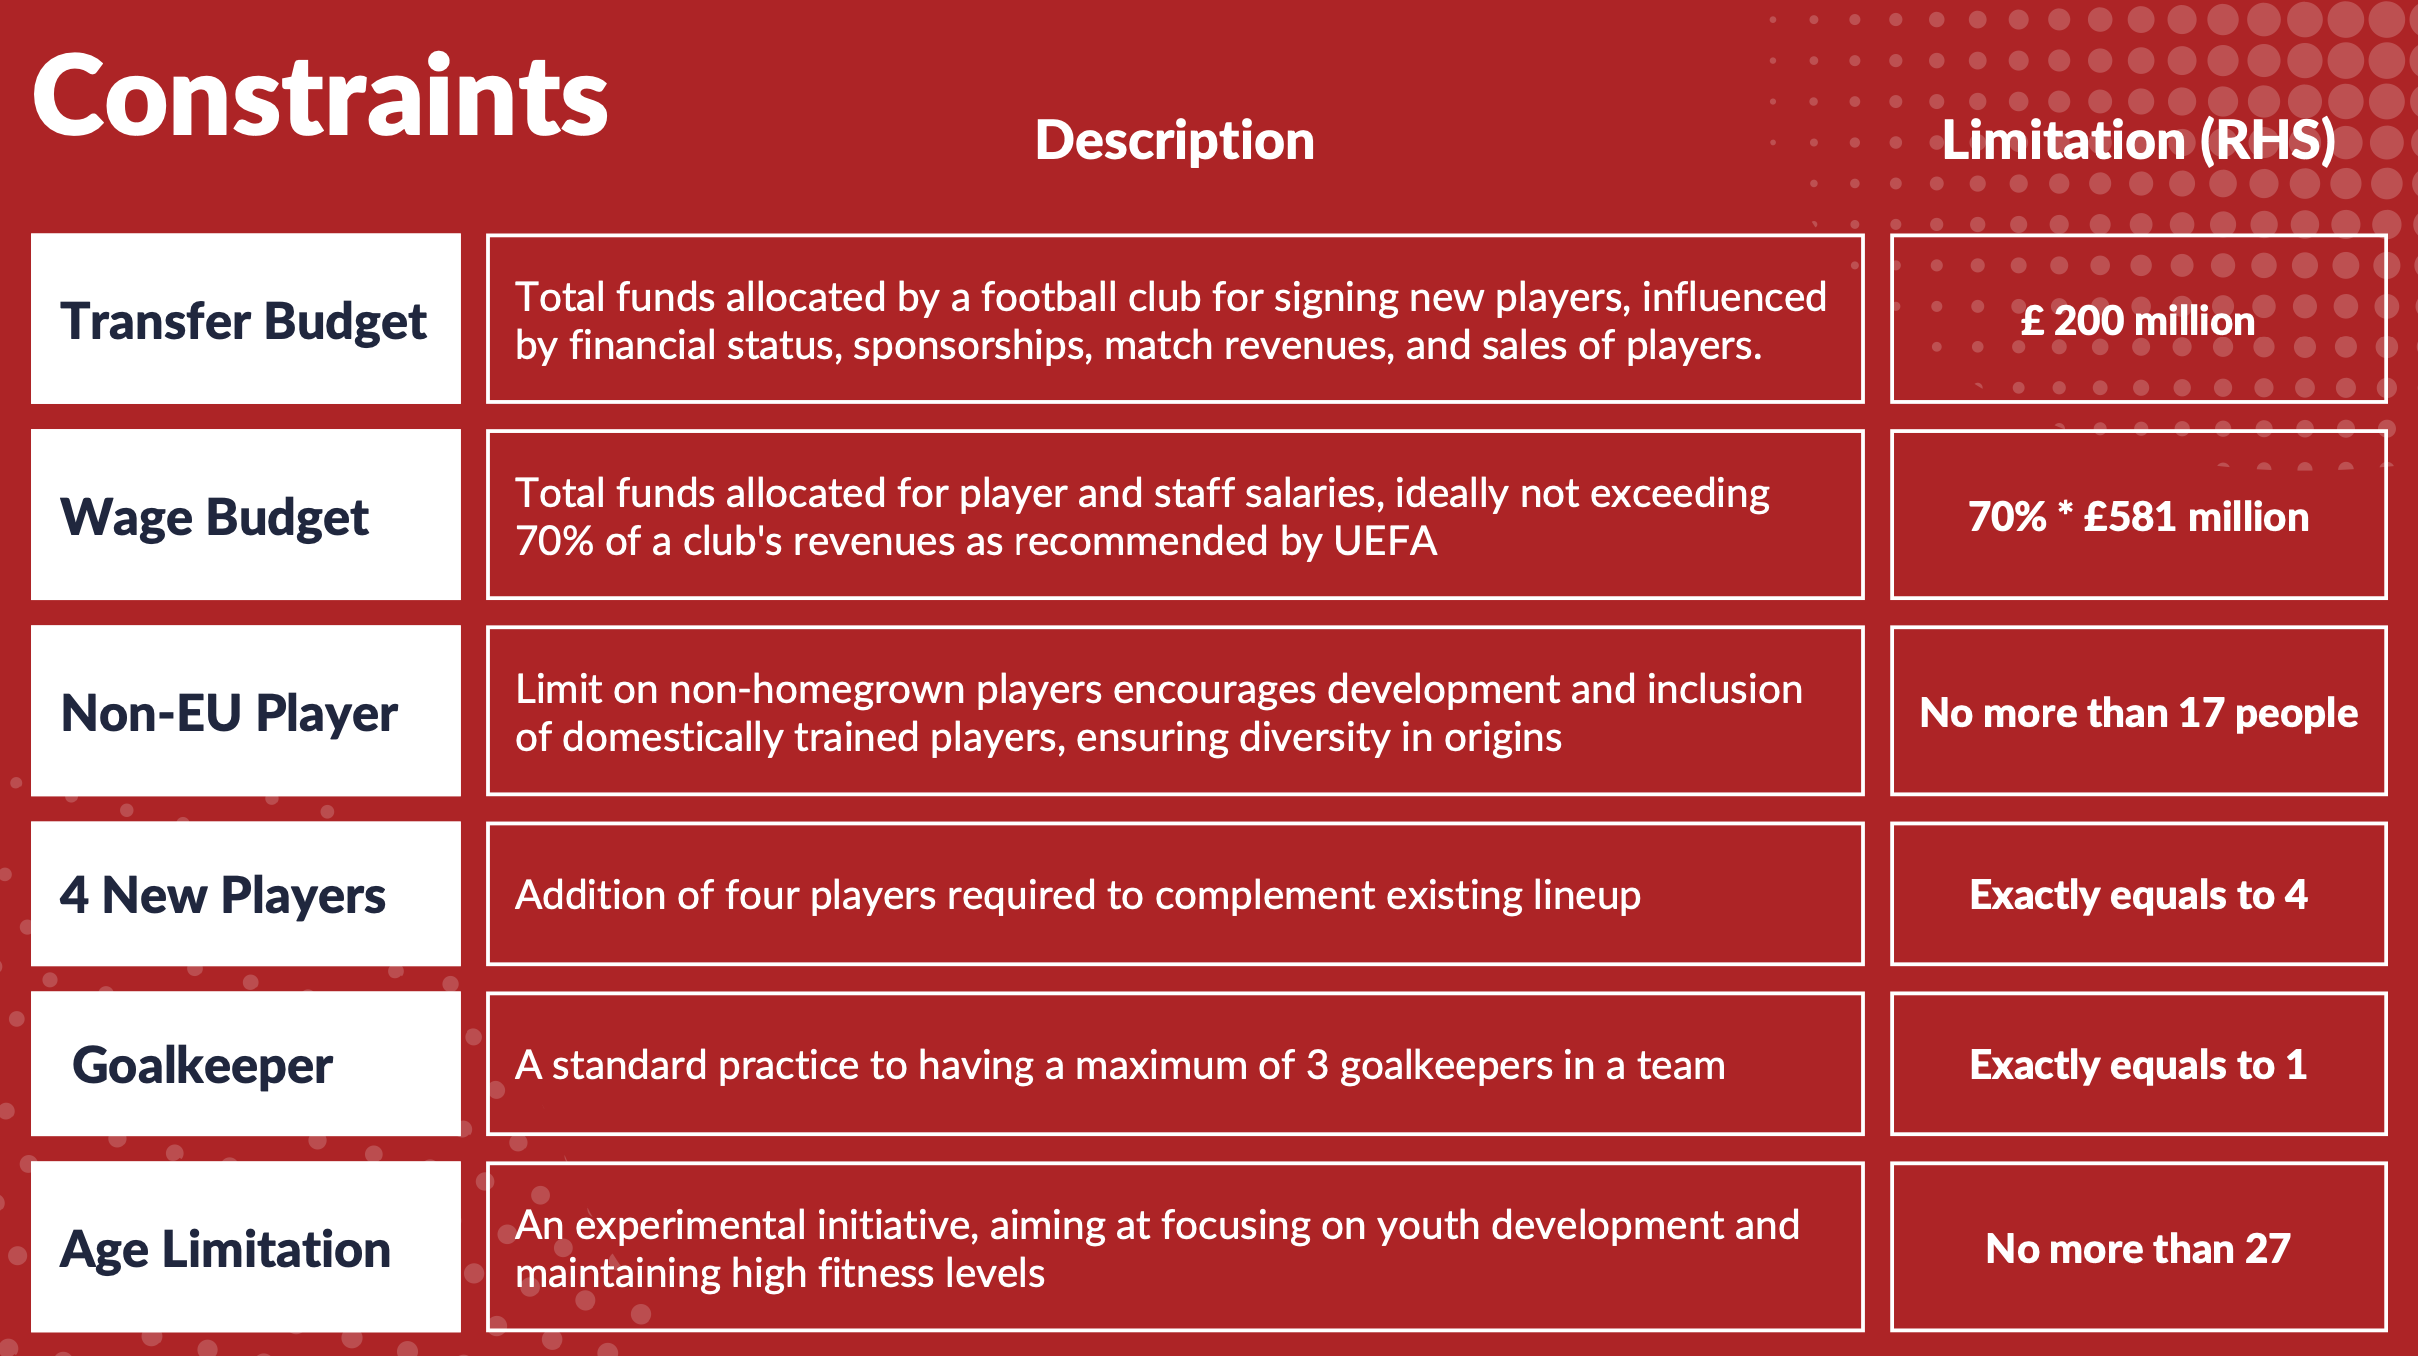 Constraints
Description
Limitation (RHS)
Transfer Budget
Total funds allocated by a football club for signing new players, influenced
by financial status, sponsorships, match revenues, and sales of players.
£ 200 million
Wage Budget
Total funds allocated for player and staff salaries, ideally not exceeding
70% of a club's revenues as recommended by UEFA
70% * £581 million
Non-EU Player
Limit on non-homegrown players encourages development and inclusion
of domestically trained players, ensuring diversity in origins
No more than 17 people
4 New Players
Addition of four players required to complement existing lineup
Exactly equals to 4
Goalkeeper
A standard practice to having a maximum of 3 goalkeepers in a team
Exactly equals to 1
Age Limitation
An experimental initiative, aiming at focusing on youth development and
maintaining high fitness levels
No more than 27